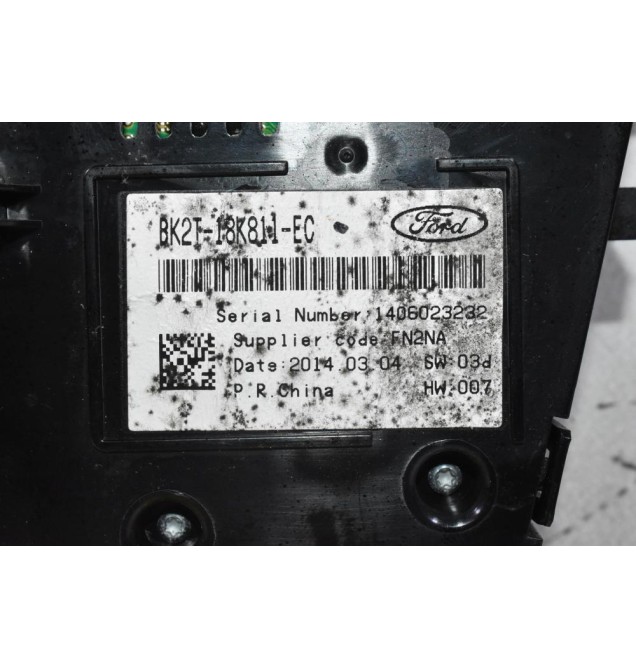 BK2T-18K811-EC
Ford
Serial Number:1406023232
Supplier code:FN2NA
Date:2014.03.04 SW:03d
P.R.China HW:007